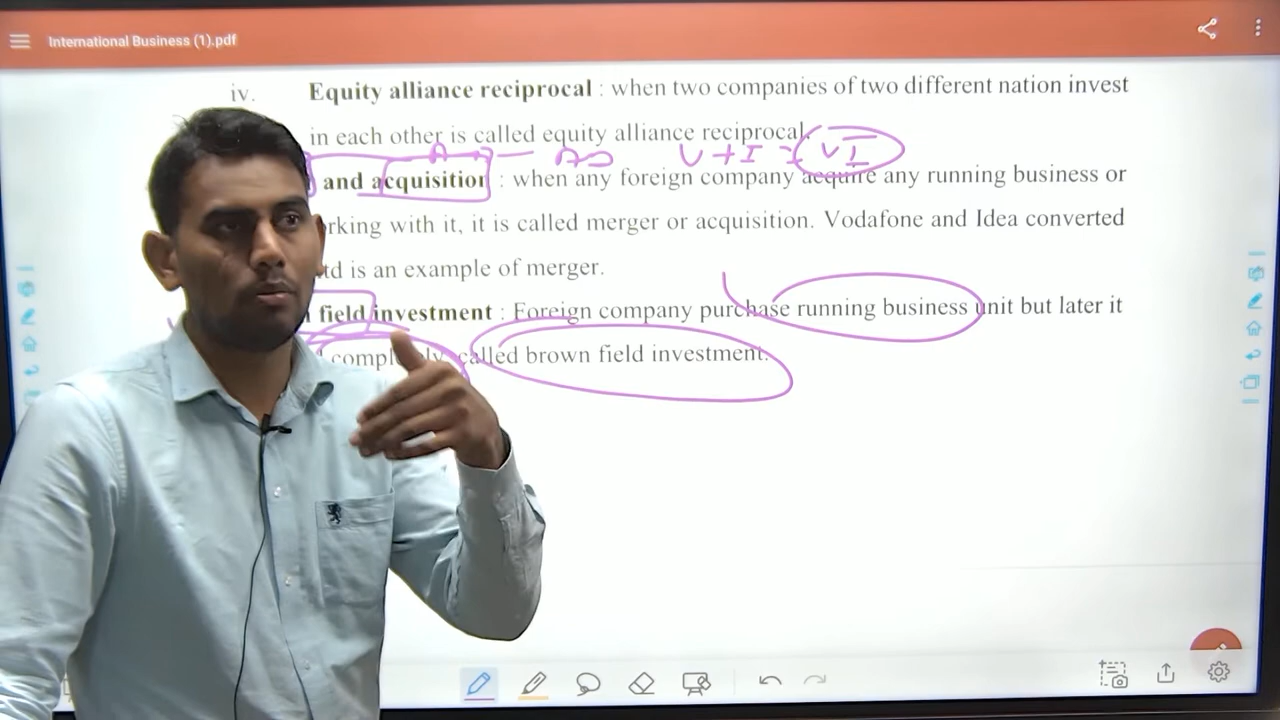 International Business (1).pdf
iv. Equity alliance reciprocal : when two companies of two different nation invest
in each other is called equity alliance reciprocal.
A - AD V + I = VI
and acquisition : when any foreign company acquire any running business or
rking with it, it is called merger or acquisition. Vodafone and Idea converted
td is an example of merger.
field investment : Foreign company purchase running business unit but later it
completely called brown field investment.